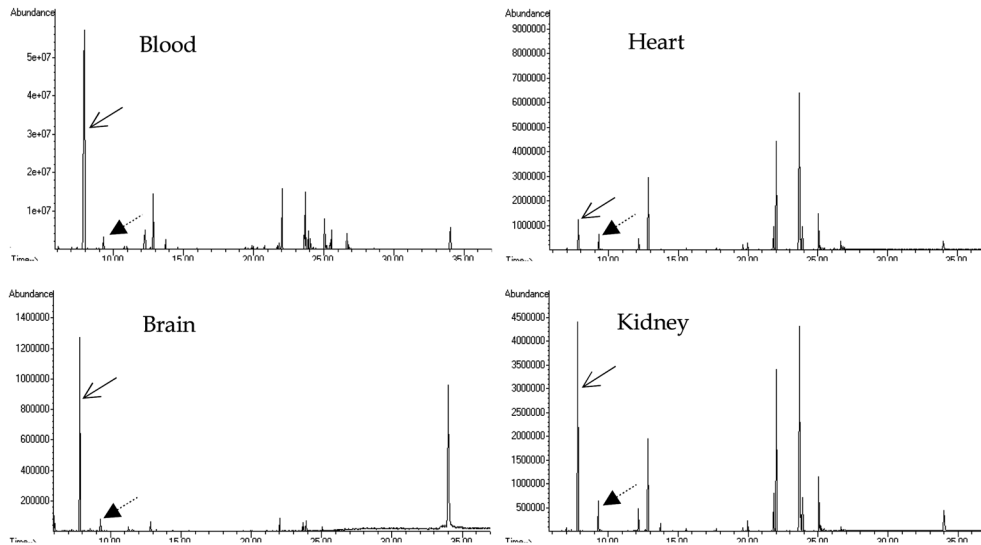 Abundance
Blood
5e+07
4e+07
3e+07
2e+07
1e+07
Time--> 10.00 15.00 20.00 25.00 30.00 35.00
Abundance
Heart
9000000
8000000
7000000
6000000
5000000
4000000
3000000
2000000
1000000
Time--> 10.00 15.00 20.00 25.00 30.00 35.00
Abundance
Brain
1400000
1200000
1000000
800000
600000
400000
200000
Time--> 10.00 15.00 20.00 25.00 30.00 35.00
Abundance
Kidney
4500000
4000000
3500000
3000000
2500000
2000000
1500000
1000000
500000
Time--> 10.00 15.00 20.00 25.00 30.00 35.00